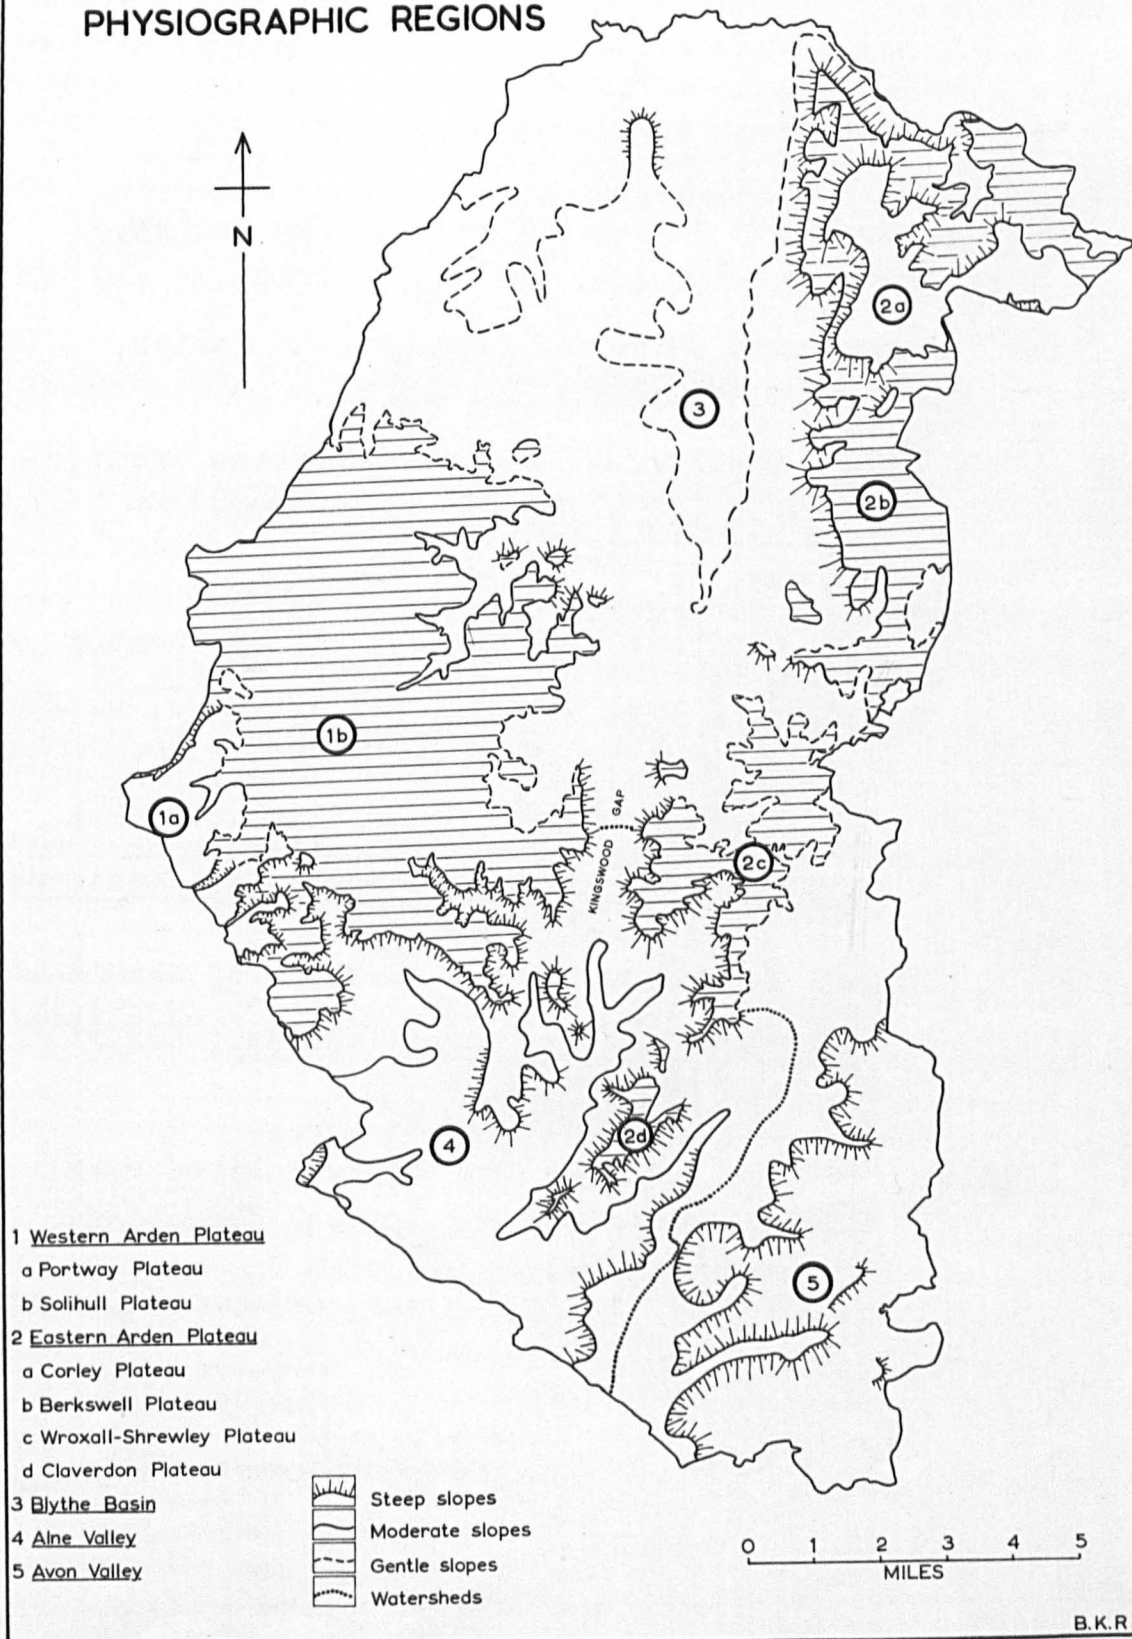 PHYSIOGRAPHIC REGIONS
N
2a
3
2b
1b
1a
KINGSWOOD GAP
2c
4
2d
5
1 Western Arden Plateau
a Portway Plateau
b Solihull Plateau
2 Eastern Arden Plateau
a Corley Plateau
b Berkswell Plateau
c Wroxall-Shrewley Plateau
d Claverdon Plateau
3 Blythe Basin
4 Alne Valley
5 Avon Valley
Steep slopes
Moderate slopes
Gentle slopes
Watersheds
0 1 2 3 4 5
MILES
B.K.R